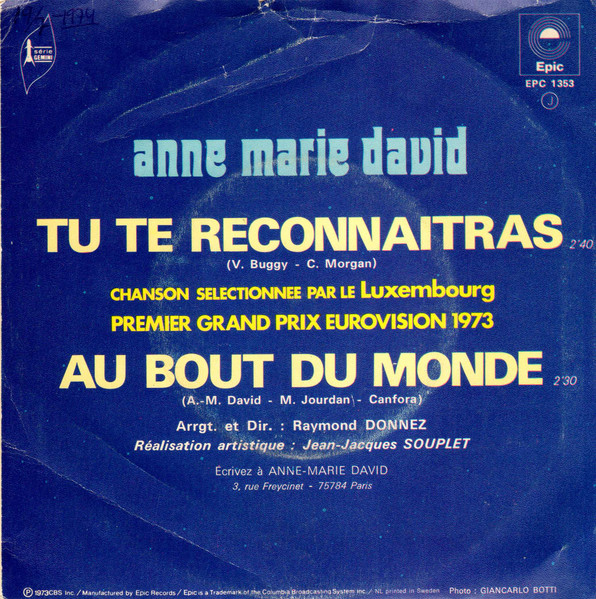 série
GEMINI
Epic
EPC 1353
J
anne marie david
TU TE RECONNAITRAS 2'40
(V. Buggy - C. Morgan)
CHANSON SELECTIONNEE PAR LE Luxembourg
PREMIER GRAND PRIX EUROVISION 1973
AU BOUT DU MONDE 2'30
(A.-M. David - M. Jourdan - Canfora)
Arrgt. et Dir. : Raymond DONNEZ
Réalisation artistique : Jean-Jacques SOUPLET
Écrivez à ANNE-MARIE DAVID
3, rue Freycinet - 75784 Paris
Ⓟ 1973 CBS Inc. / Manufactured by Epic Records / Epic is a Trademark of the Columbia Broadcasting System inc. / NL printed in Sweden Photo : GIANCARLO BOTTI